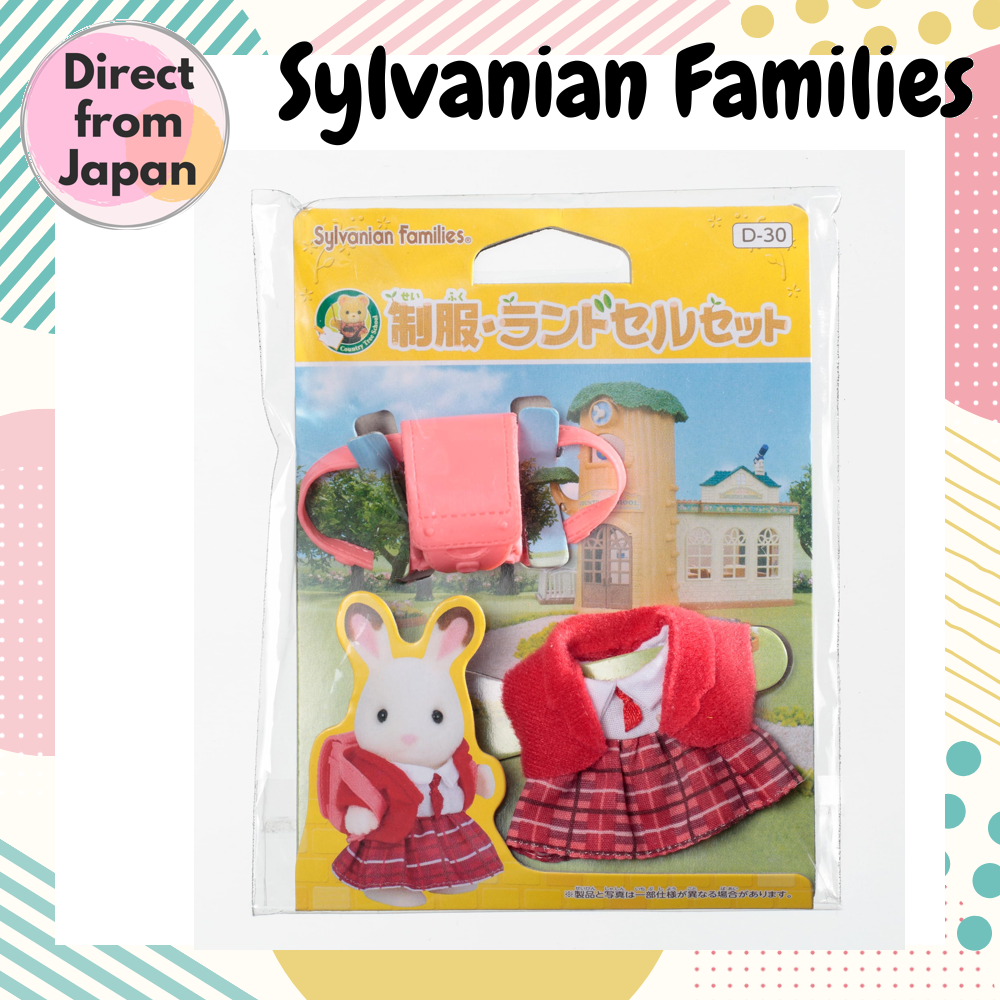 Direct
from
Japan
Sylvanian Families
Sylvanian Families®
D-30
せい ふく
制服・ランドセルセット
Country Tree School
※製品と写真は一部仕様が異なる場合があります。